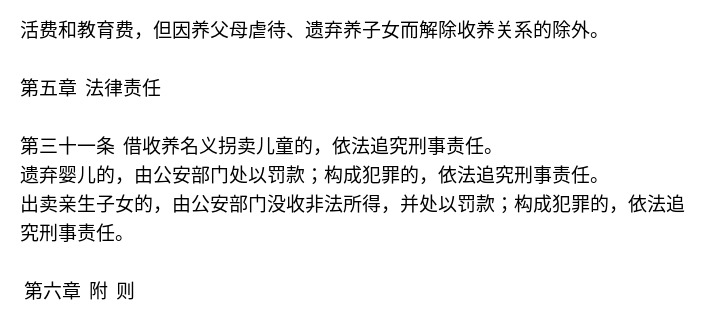 活费和教育费，但因养父母虐待、遗弃养子女而解除收养关系的除外。
第五章 法律责任
第三十一条 借收养名义拐卖儿童的，依法追究刑事责任。
遗弃婴儿的，由公安部门处以罚款；构成犯罪的，依法追究刑事责任。
出卖亲生子女的，由公安部门没收非法所得，并处以罚款；构成犯罪的，依法追
究刑事责任。
第六章 附 则